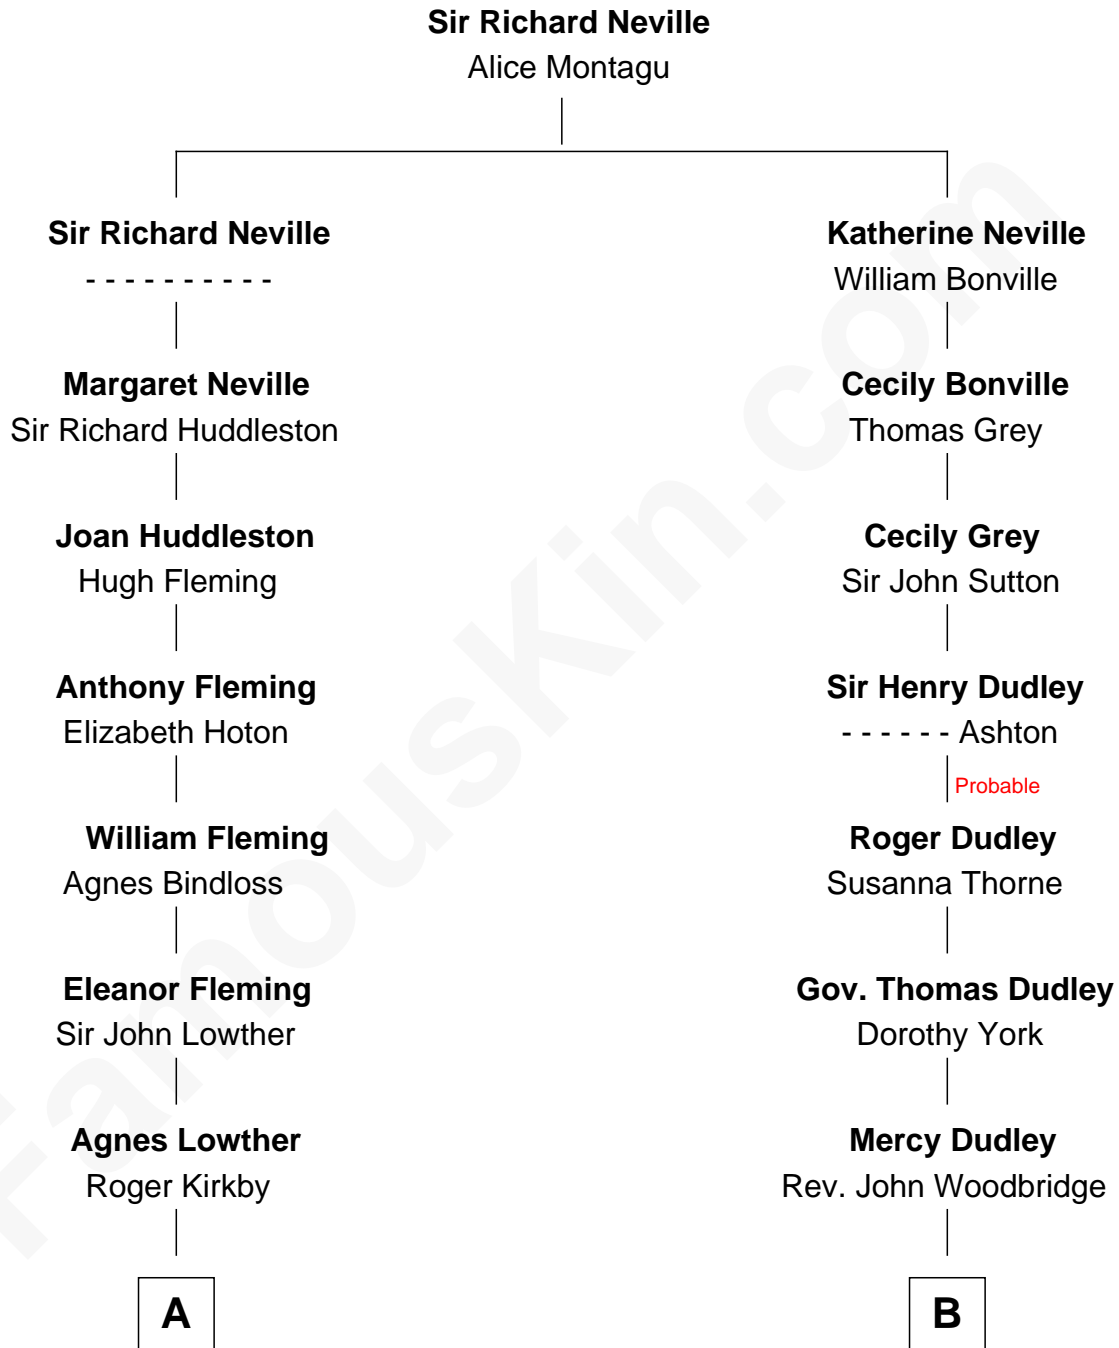 Sir Richard Neville
Alice Montagu
Sir Richard Neville
- - - - - - - - - -
Margaret Neville
Sir Richard Huddleston
Joan Huddleston
Hugh Fleming
Anthony Fleming
Elizabeth Hoton
William Fleming
Agnes Bindloss
Eleanor Fleming
Sir John Lowther
Agnes Lowther
Roger Kirkby
A
Katherine Neville
William Bonville
Cecily Bonville
Thomas Grey
Cecily Grey
Sir John Sutton
Sir Henry Dudley
- - - - - - Ashton
Probable
Roger Dudley
Susanna Thorne
Gov. Thomas Dudley
Dorothy York
Mercy Dudley
Rev. John Woodbridge
B
FamousKin.com